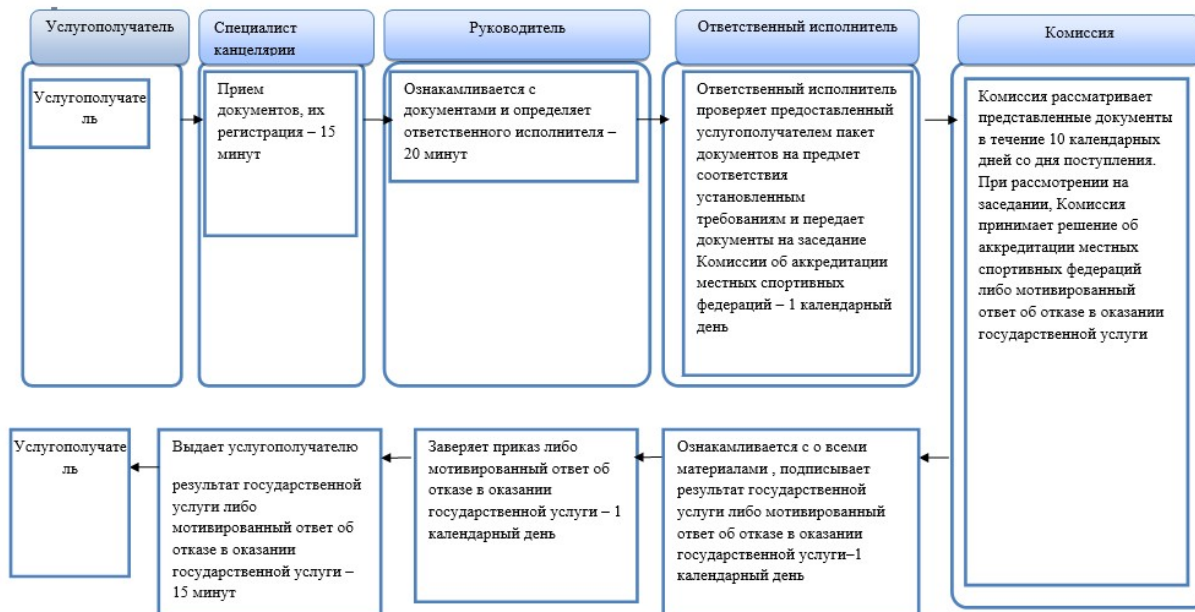 Услугополучатель
Специалист
канцелярии
Руководитель
Ответственный исполнитель
Комиссия
Услугополучате
ль
Прием
документов, их
регистрация – 15
минут
Ознакамливается с
документами и определяет
ответственного исполнителя –
20 минут
Ответственный исполнитель
проверяет предоставленный
услугополучателем пакет
документов на предмет
соответствия
установленным
требованиям и передает
документы на заседание
Комиссии об аккредитации
местных спортивных
федераций – 1 календарный
день
Комиссия рассматривает
представленные документы
в течение 10 календарных
дней со дня поступления.
При рассмотрении на
заседании, Комиссия
принимает решение об
аккредитации местных
спортивных федераций
либо мотивированный
ответ об отказе в оказании
государственной услуги
Услугополучате
ль
Выдает услугополучателю
результат государственной
услуги либо
мотивированный ответ об
отказе в оказании
государственной услуги –
15 минут
Заверяет приказ либо
мотивированный ответ об
отказе в оказании
государственной услуги – 1
календарный день
Ознакамливается с о всеми
материалами , подписывает
результат государственной
услуги либо мотивированный
ответ об отказе в оказании
государственной услуги–1
календарный день